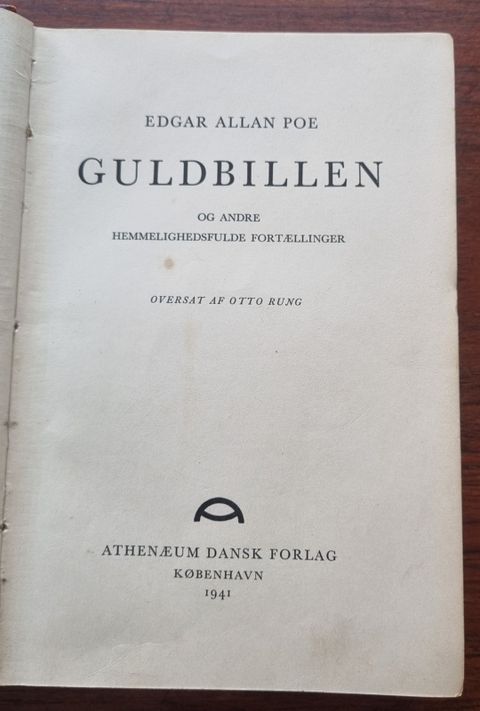 EDGAR ALLAN POE
GULDBILLEN
OG ANDRE
HEMMELIGHEDSFULDE FORTÆLLINGER
OVERSAT AF OTTO RUNG
ATHENÆUM DANSK FORLAG
KØBENHAVN
1941